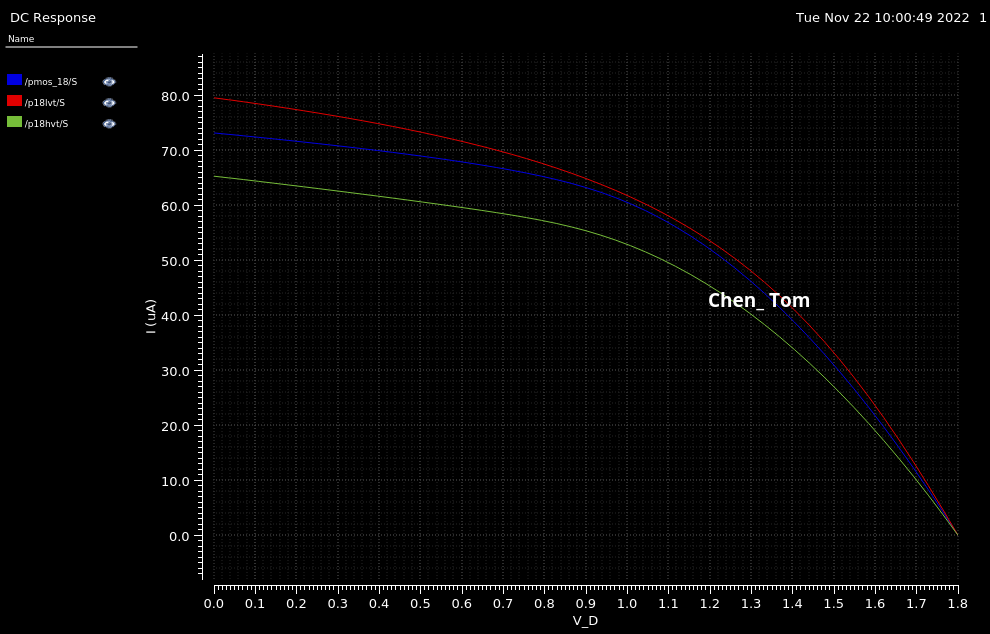 DC Response
Tue Nov 22 10:00:49 2022 1
Name
/pmos_18/S
/p18lvt/S
/p18hvt/S
80.0
70.0
60.0
50.0
40.0
30.0
20.0
10.0
0.0
I (uA)
Chen_ Tom
0.0 0.1 0.2 0.3 0.4 0.5 0.6 0.7 0.8 0.9 1.0 1.1 1.2 1.3 1.4 1.5 1.6 1.7 1.8
V_D